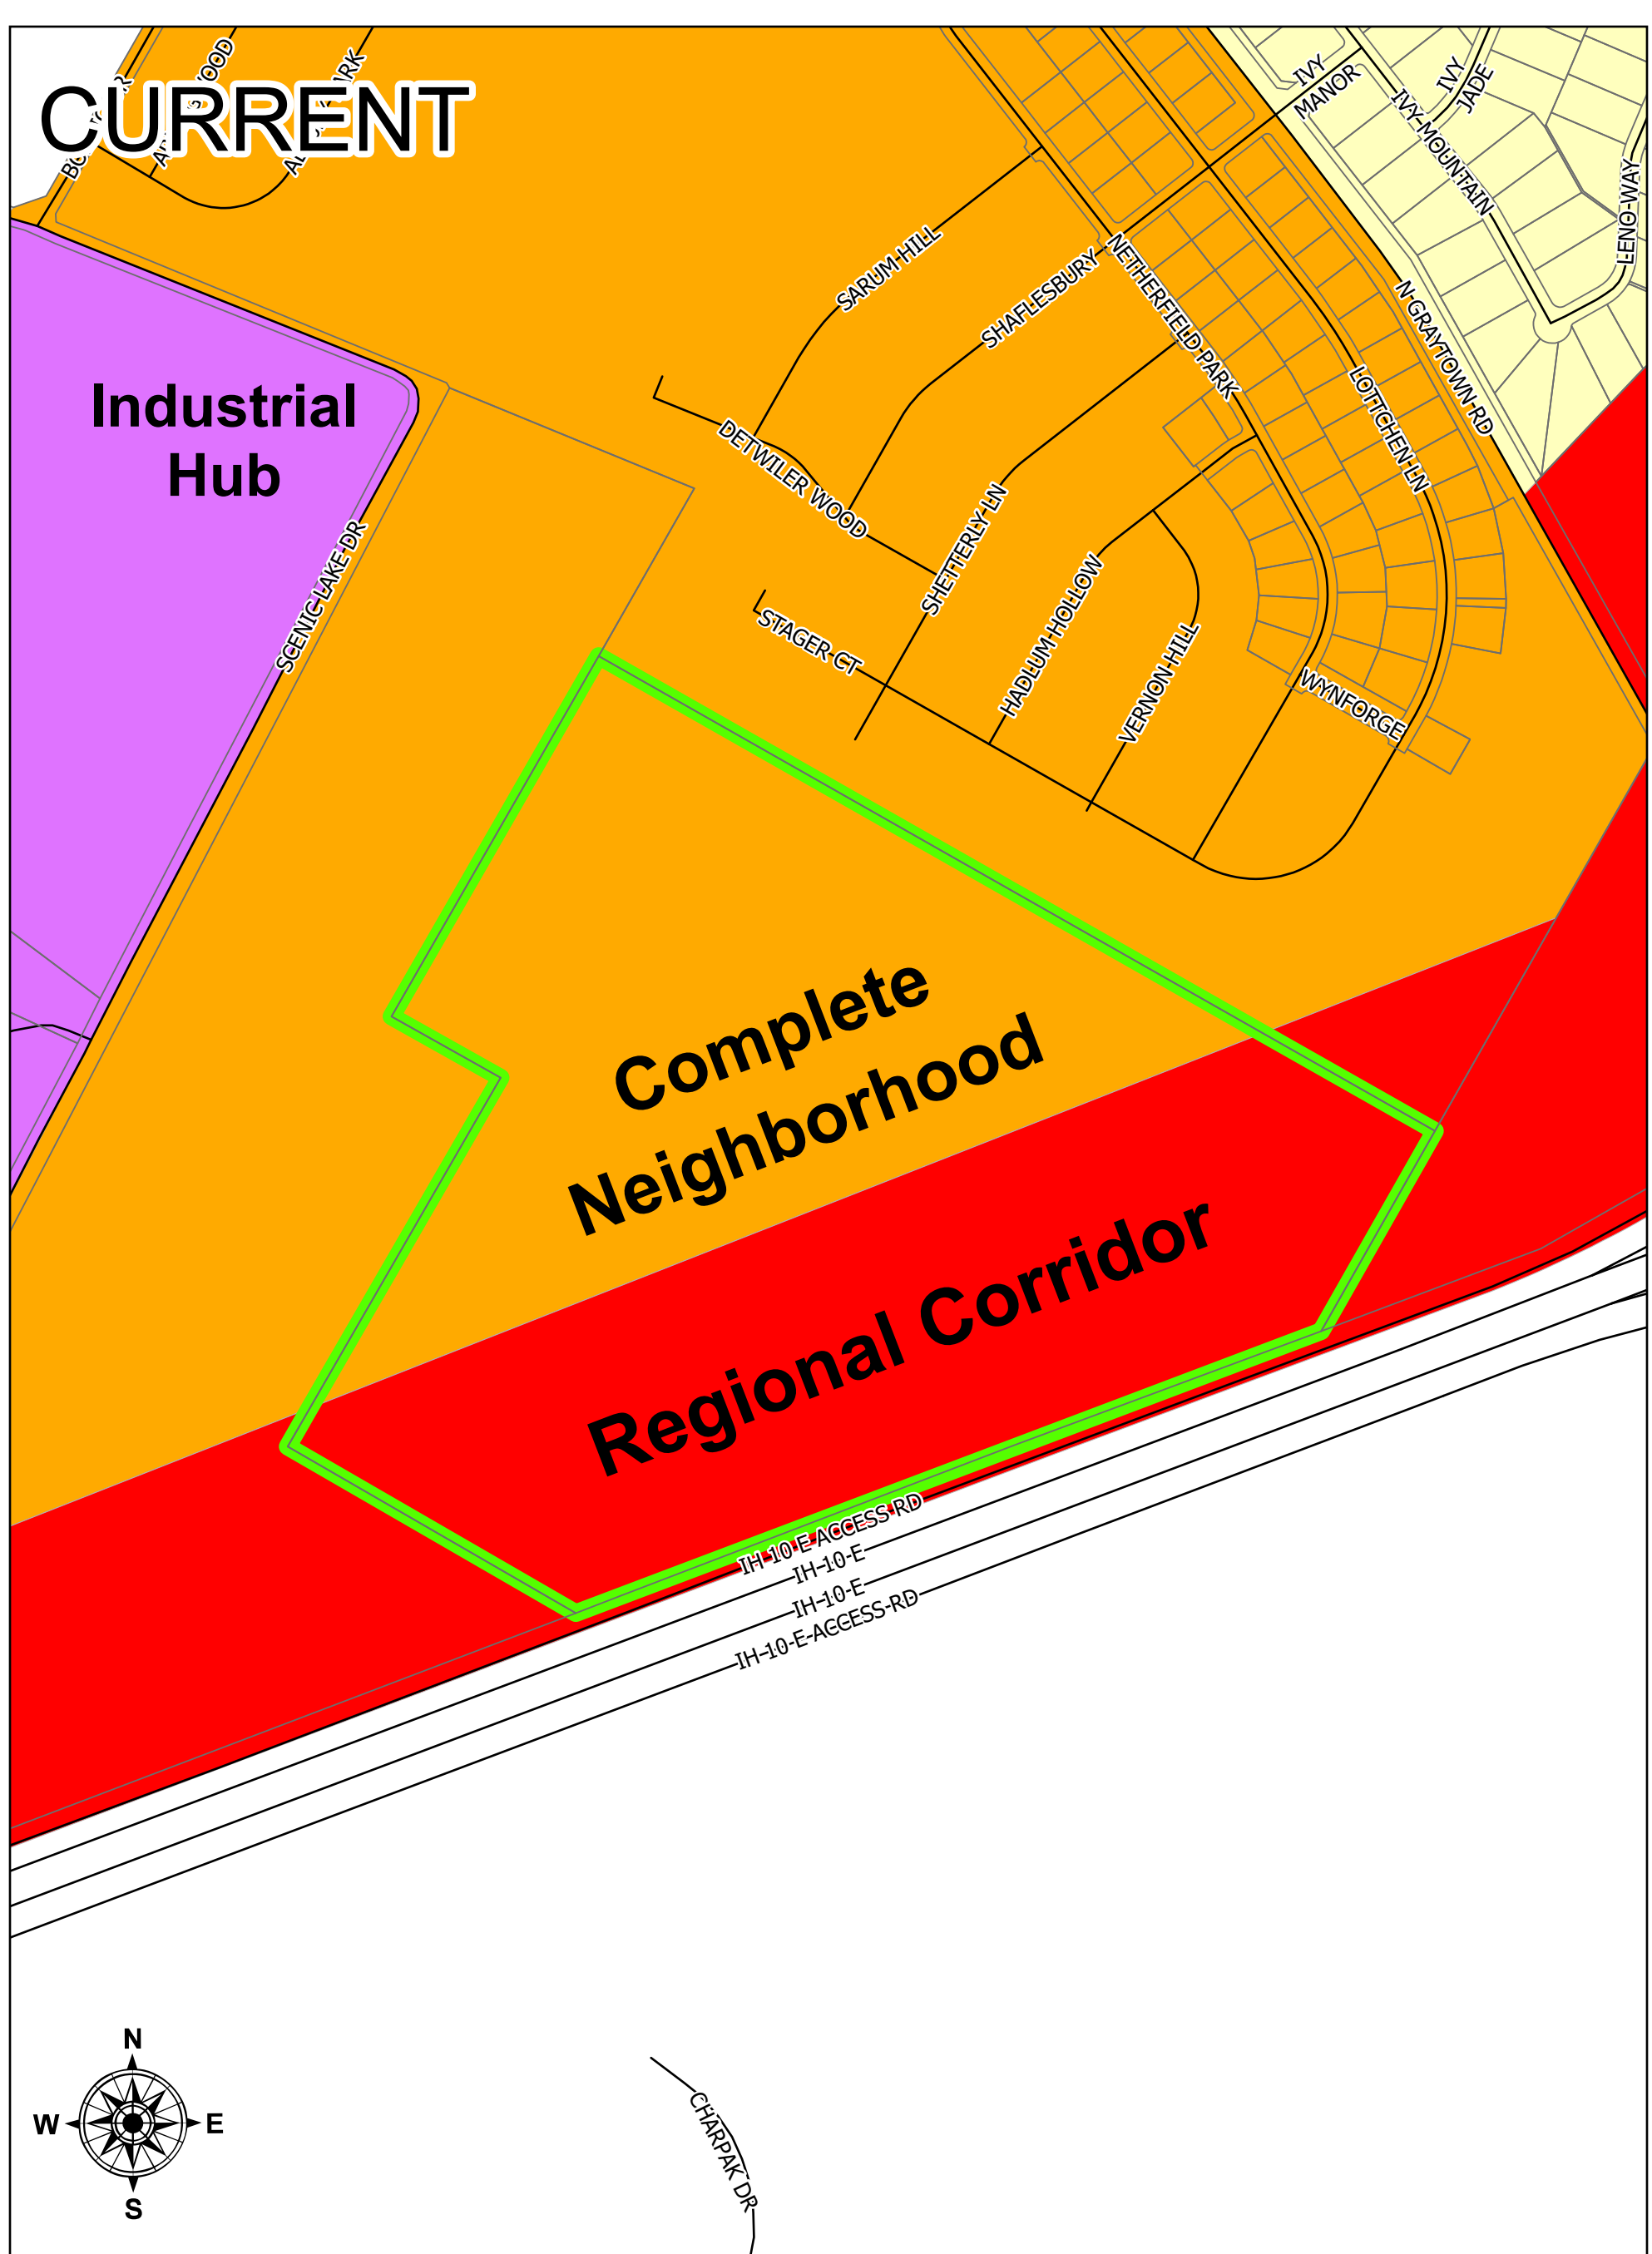 CURRENT
IVY
MANOR
IVY
JADE
IVY MOUNTAIN
LENO WAY
SARUM HILL
SHAFLESBURY
NETHERFIELD PARK
N GRAYTOWN RD
LOTTCHEN LN
Industrial
Hub
DETWILER WOOD
SHETTERLY LN
SCENIC LAKE DR
STAGER CT
HADLUM HOLLOW
VERNON HILL
WYNFORGE
Complete
Neighborhood
Regional Corridor
IH 10 E ACCESS RD
IH 10 E
IH 10 E
IH 10 E ACCESS RD
N
W
E
S
CHARPAK DR